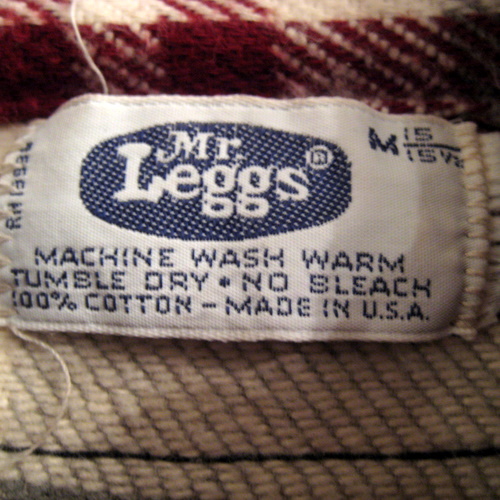 Mr.
Leggs®
M 15
15½
MACHINE WASH WARM
TUMBLE DRY • NO BLEACH
100% COTTON - MADE IN U.S.A.